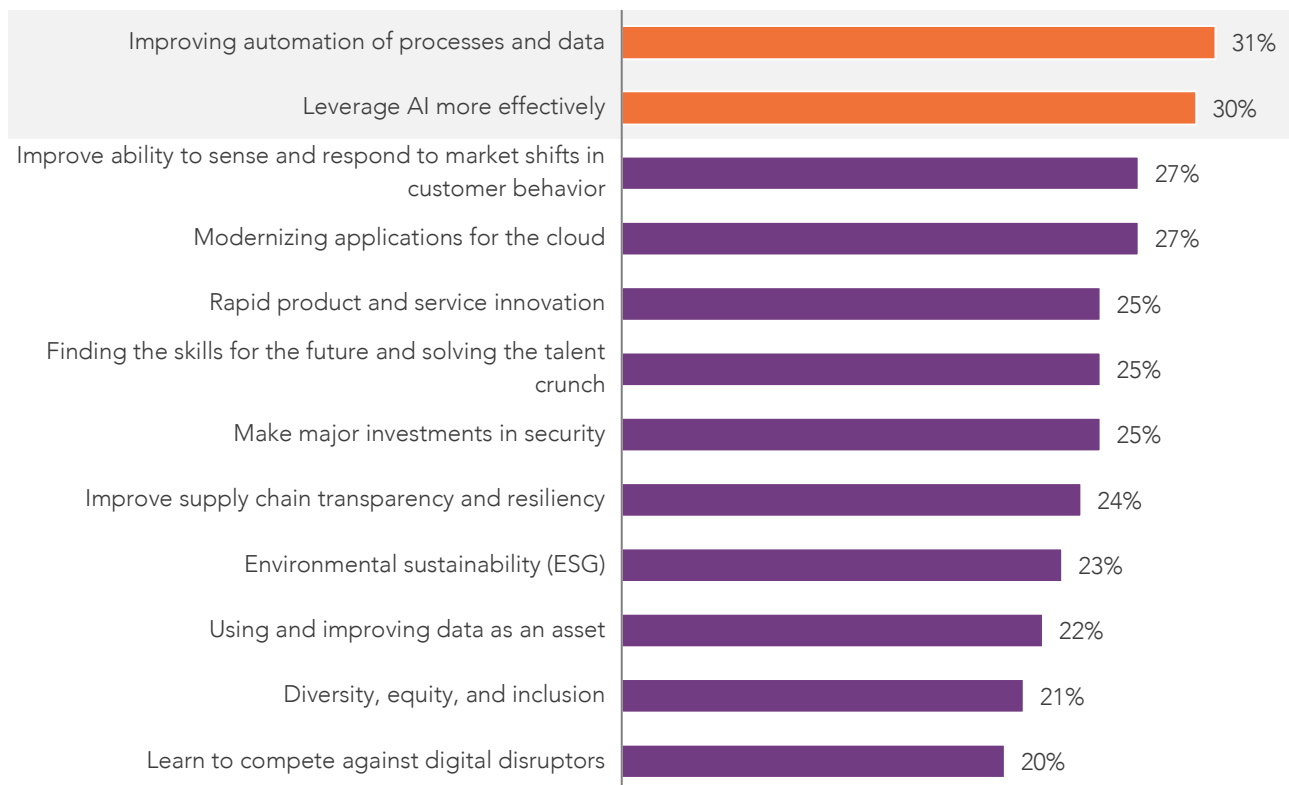 Improving automation of processes and data 31%
Leverage AI more effectively 30%
Improve ability to sense and respond to market shifts in
customer behavior 27%
Modernizing applications for the cloud 27%
Rapid product and service innovation 25%
Finding the skills for the future and solving the talent
crunch 25%
Make major investments in security 25%
Improve supply chain transparency and resiliency 24%
Environmental sustainability (ESG) 23%
Using and improving data as an asset 22%
Diversity, equity, and inclusion 21%
Learn to compete against digital disruptors 20%